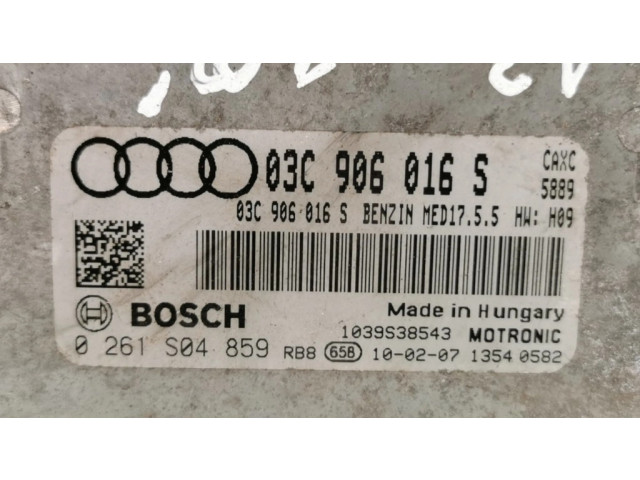 03C 906 016 S CAXC
5889
03C 906 016 S BENZIN MED17.5.5 HW: H09
BOSCH Made in Hungary
1039S38543 MOTRONIC
0 261 S04 859 RB8 65B 10-02-07 1354 0582